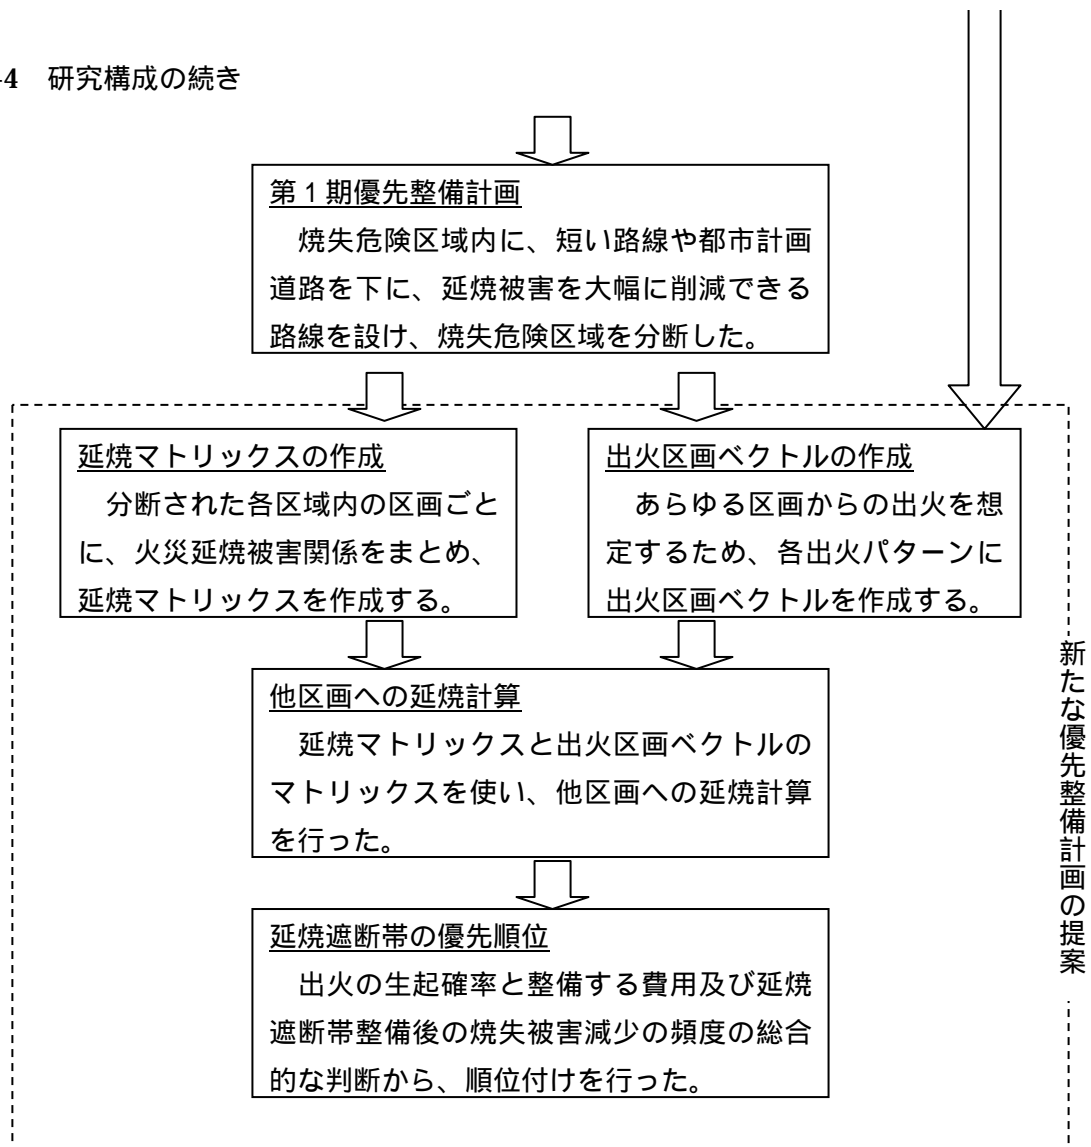 -4 研究構成の続き
第1期優先整備計画
焼失危険区域内に、短い路線や都市計画
道路を下に、延焼被害を大幅に削減できる
路線を設け、焼失危険区域を分断した。
延焼マトリックスの作成
分断された各区域内の区画ごと
に、火災延焼被害関係をまとめ、
延焼マトリックスを作成する。
出火区画ベクトルの作成
あらゆる区画からの出火を想
定するため、各出火パターンに
出火区画ベクトルを作成する。
他区画への延焼計算
延焼マトリックスと出火区画ベクトルの
マトリックスを使い、他区画への延焼計算
を行った。
延焼遮断帯の優先順位
出火の生起確率と整備する費用及び延焼
遮断帯整備後の焼失被害減少の頻度の総合
的な判断から、順位付けを行った。
新たな優先整備計画の提案